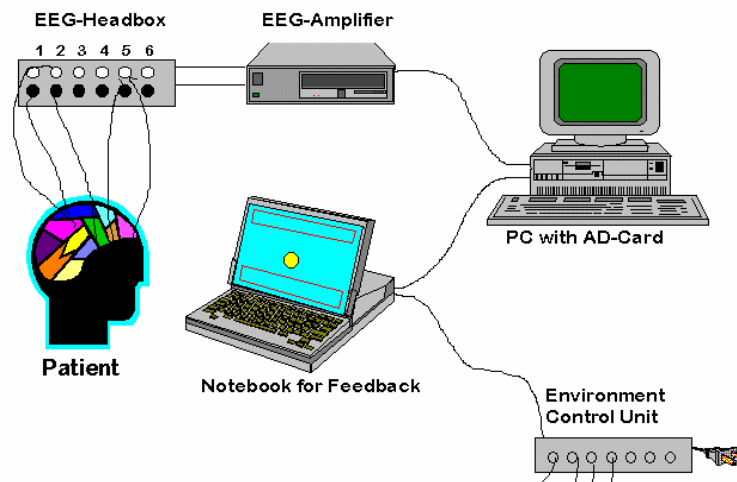 EEG-Headbox
EEG-Amplifier
1 2 3 4 5 6
PC with AD-Card
Patient
Notebook for Feedback
Environment
Control Unit